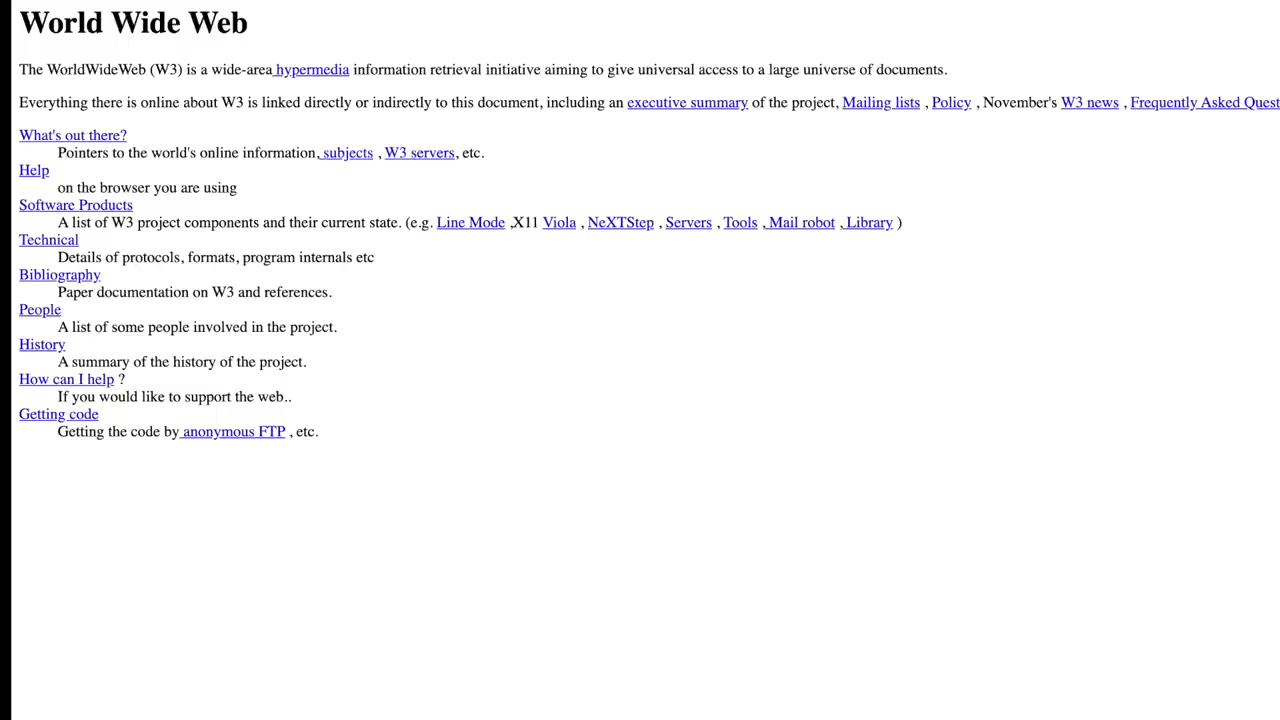 World Wide Web
The WorldWideWeb (W3) is a wide-area hypermedia information retrieval initiative aiming to give universal access to a large universe of documents.
Everything there is online about W3 is linked directly or indirectly to this document, including an executive summary of the project, Mailing lists , Policy , November's W3 news , Frequently Asked Quest
What's out there?
Pointers to the world's online information, subjects , W3 servers, etc.
Help
on the browser you are using
Software Products
A list of W3 project components and their current state. (e.g. Line Mode ,X11 Viola , NeXTStep , Servers , Tools , Mail robot , Library )
Technical
Details of protocols, formats, program internals etc
Bibliography
Paper documentation on W3 and references.
People
A list of some people involved in the project.
History
A summary of the history of the project.
How can I help ?
If you would like to support the web..
Getting code
Getting the code by anonymous FTP , etc.